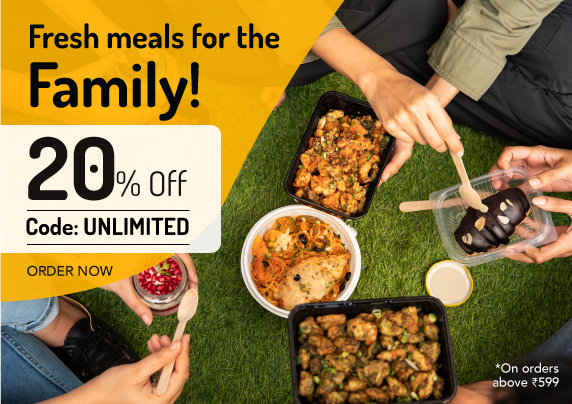 Fresh meals for the
Family!
20% Off
Code: UNLIMITED
ORDER NOW
*On orders
above ₹599